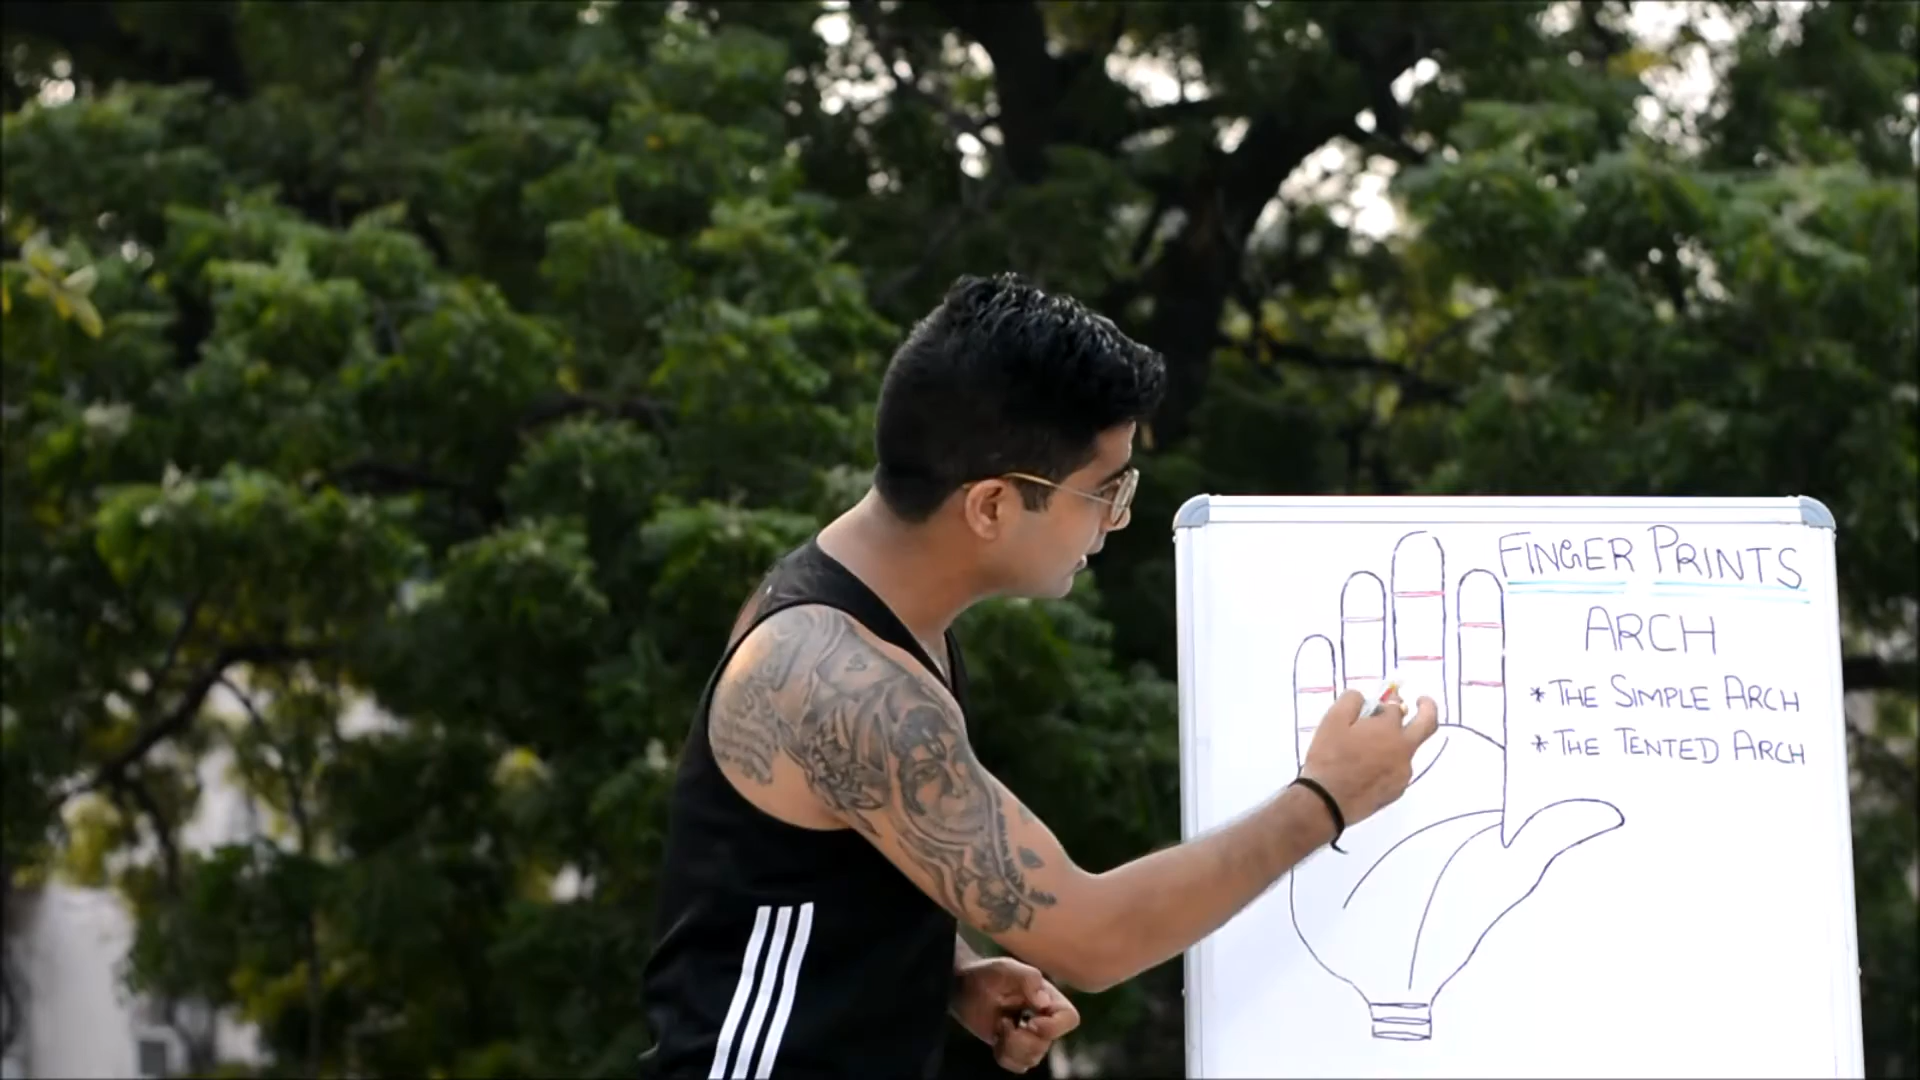 FINGER PRINTS
ARCH
* THE SIMPLE ARCH
* THE TENTED ARCH